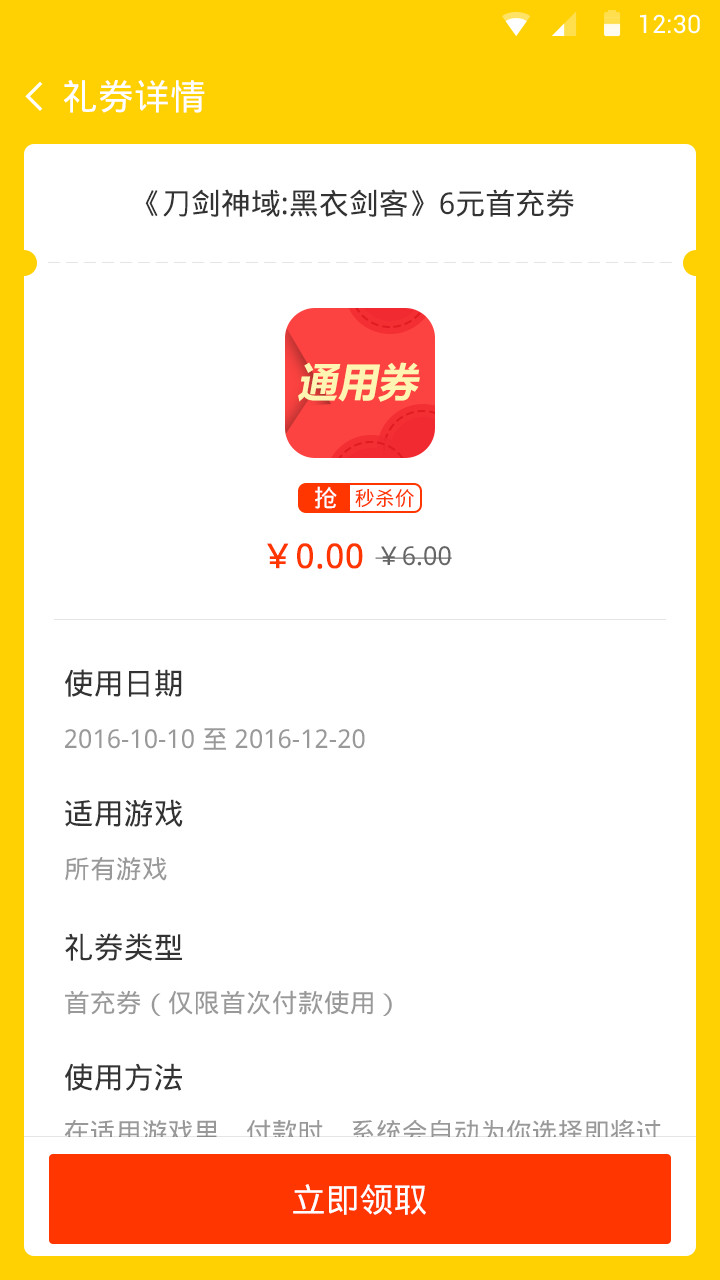 12:30
礼券详情
《刀剑神域:黑衣剑客》6元首充券
通用券
抢 秒杀价
￥0.00 ￥6.00
使用日期
2016-10-10 至 2016-12-20
适用游戏
所有游戏
礼券类型
首充券（仅限首次付款使用）
使用方法
在适用游戏里，付款时，系统会自动为你选择即将过
立即领取